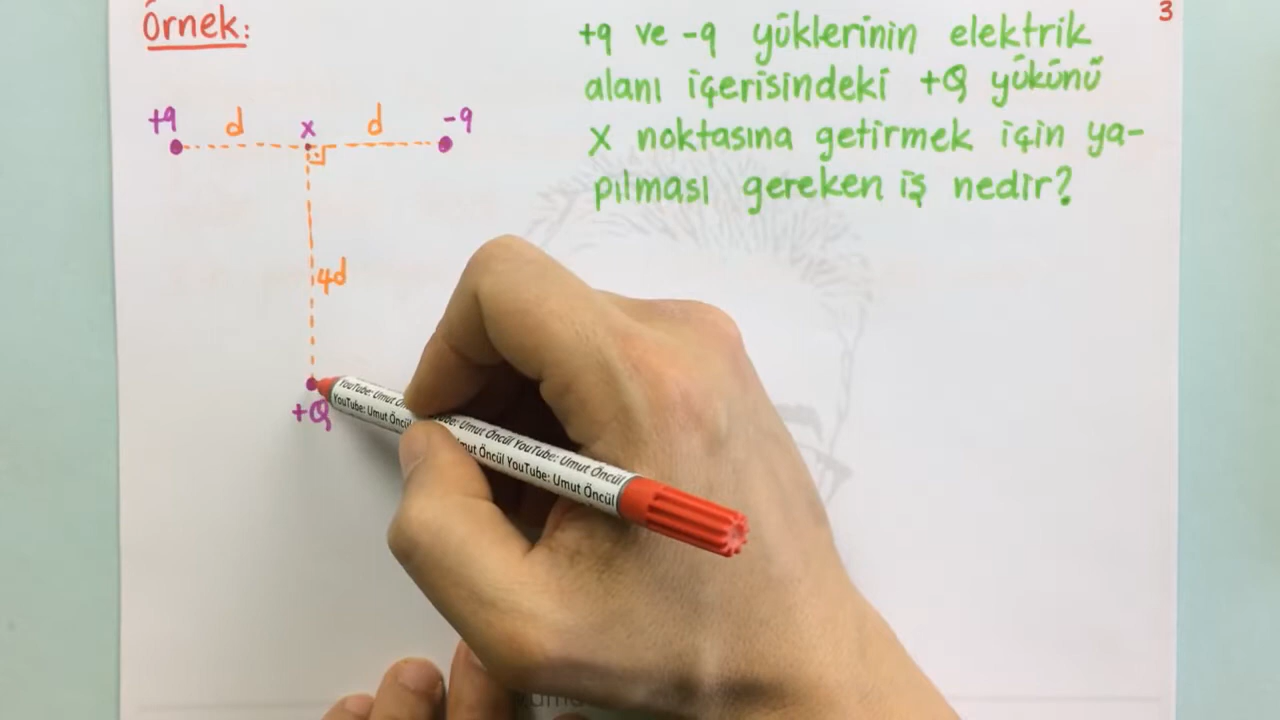 Örnek:
3
+q ve -q yüklerinin elektrik
alanı içerisindeki +Q yükünü
x noktasına getirmek için ya-
pılması gereken iş nedir?
+q d x d -q
4d
+Q
YouTube: Umut Öncül YouTube: Umut Öncül
Umut Öncül YouTube: Umut Öncül
YouTube: Umut Öncül